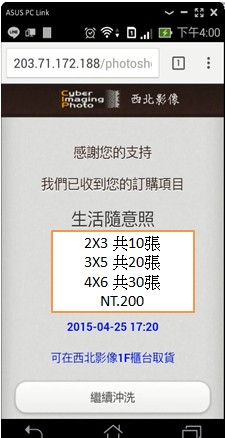 ASUS PC Link
下午4:00
203.71.172.188/photosho
1
Cyber
Imaging
Photo
西北影像
感謝您的支持
我們已收到您的訂購項目
生活隨意照
2X3 共10張
3X5 共20張
4X6 共30張
NT.200
2015-04-25 17:20
可在西北影像1F櫃台取貨
繼續沖洗